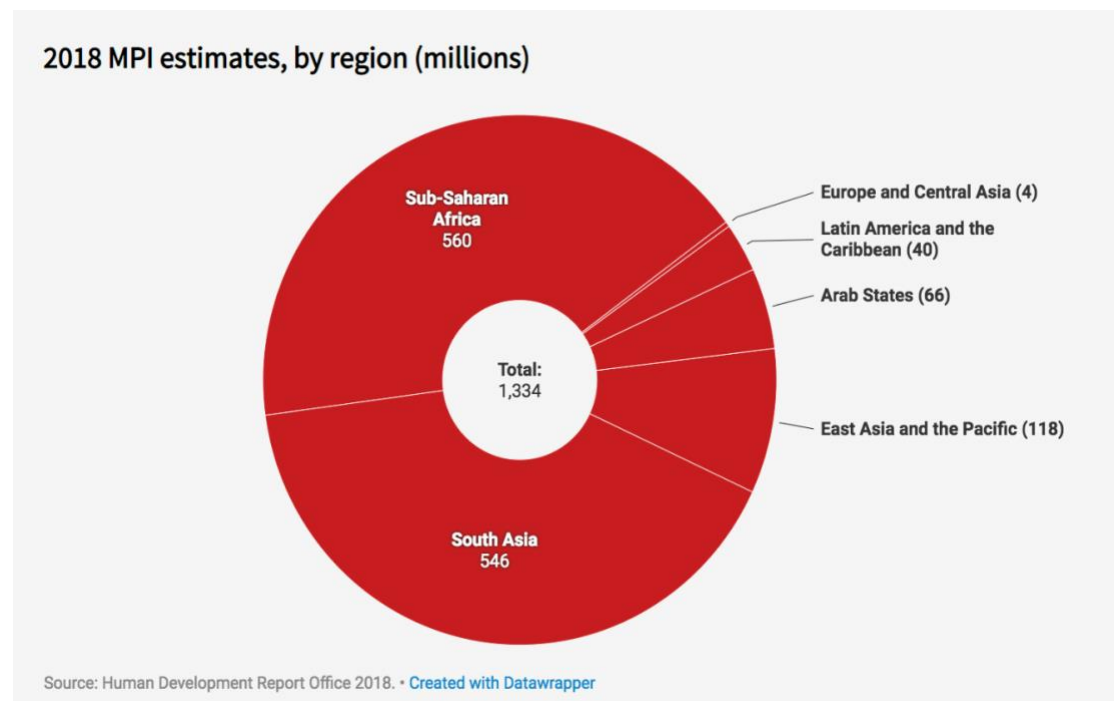 2018 MPI estimates, by region (millions)
Sub-Saharan
Africa
560
Europe and Central Asia (4)
Latin America and the
Caribbean (40)
Arab States (66)
Total:
1,334
East Asia and the Pacific (118)
South Asia
546
Source: Human Development Report Office 2018. • Created with Datawrapper